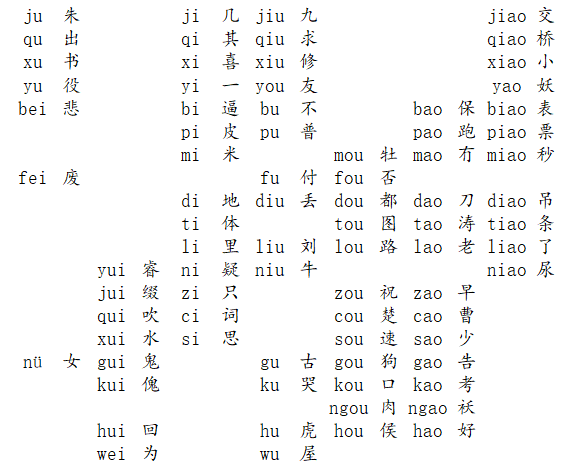 ju 朱 ji 几 jiu 九 jiao 交
qu 出 qi 其 qiu 求 qiao 桥
xu 书 xi 喜 xiu 修 xiao 小
yu 役 yi 一 you 友 yao 妖
bei 悲 bi 逼 bu 不 bao 保 biao 表
pi 皮 pu 普 pao 跑 piao 票
mi 米 mou 牡 mao 冇 miao 秒
fei 废 fu 付 fou 否
di 地 diu 丢 dou 都 dao 刀 diao 吊
ti 体 tou 图 tao 涛 tiao 条
li 里 liu 刘 lou 路 lao 老 liao 了
yui 睿 ni 疑 niu 牛 niao 尿
jui 缀 zi 只 zou 祝 zao 早
qui 吹 ci 词 cou 楚 cao 曹
xui 水 si 思 sou 速 sao 少
nü 女 gui 鬼 gu 古 gou 狗 gao 告
kui 傀 ku 哭 kou 口 kao 考
ngou 肉 ngao 袄
hui 回 hu 虎 hou 侯 hao 好
wei 为 wu 屋